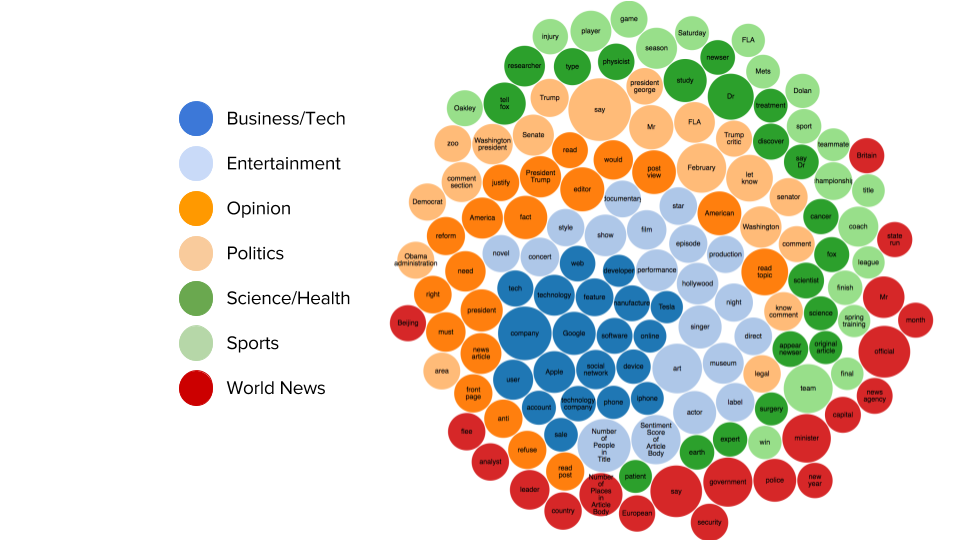 Business/Tech
Entertainment
Opinion
Politics
Science/Health
Sports
World News
game
player
injury
Saturday
season
FLA
newser
physicist
type
researcher
Mets
study
president
george
Dolan
Trump
Dr
tell
fox
treatment
Oakley
say
FLA
Mr
sport
Senate
Trump
critic
discover
Washington
president
zoo
teammate
read
Britain
would
say
Dr
post
view
February
President
Trump
let
know
comment
section
justify
editor
championship
title
senator
documentary
Democrat
star
American
cancer
America
fact
style
Washington
coach
show
film
reform
state
run
episode
comment
novel
concert
production
fox
Obama
administration
web
league
need
developer
performance
read
topic
scientist
hollywood
finish
tech
technology
feature
right
Mr
manufacture
Tesla
night
president
know
comment
science
spring
training
month
Beijing
singer
must
company
Google
software
online
direct
appear
newser
original
article
official
news
article
area
Apple
social
network
device
art
museum
legal
final
user
team
front
page
news
agency
technology
company
phone
iphone
account
label
surgery
actor
capital
anti
flee
sale
Number
of
People
in
Title
Sentiment
Score
of
Article
Body
expert
win
minister
refuse
earth
analyst
read
post
patient
government
police
new
year
leader
Number
of
Places
in
Article
Body
say
country
European
security